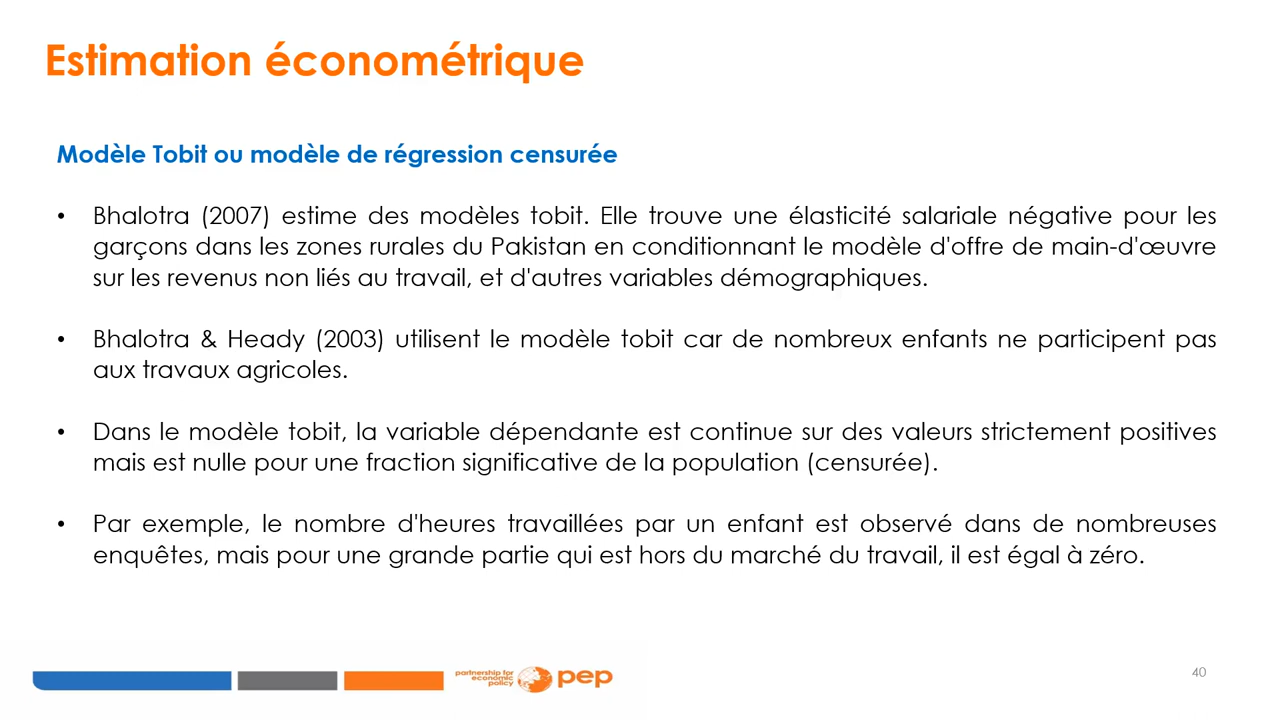 Estimation économétrique
Modèle Tobit ou modèle de régression censurée
• Bhalotra (2007) estime des modèles tobit. Elle trouve une élasticité salariale négative pour les
garçons dans les zones rurales du Pakistan en conditionnant le modèle d'offre de main-d'œuvre
sur les revenus non liés au travail, et d'autres variables démographiques.
• Bhalotra & Heady (2003) utilisent le modèle tobit car de nombreux enfants ne participent pas
aux travaux agricoles.
• Dans le modèle tobit, la variable dépendante est continue sur des valeurs strictement positives
mais est nulle pour une fraction significative de la population (censurée).
• Par exemple, le nombre d'heures travaillées par un enfant est observé dans de nombreuses
enquêtes, mais pour une grande partie qui est hors du marché du travail, il est égal à zéro.
partnership for
economic
policy
pep
40